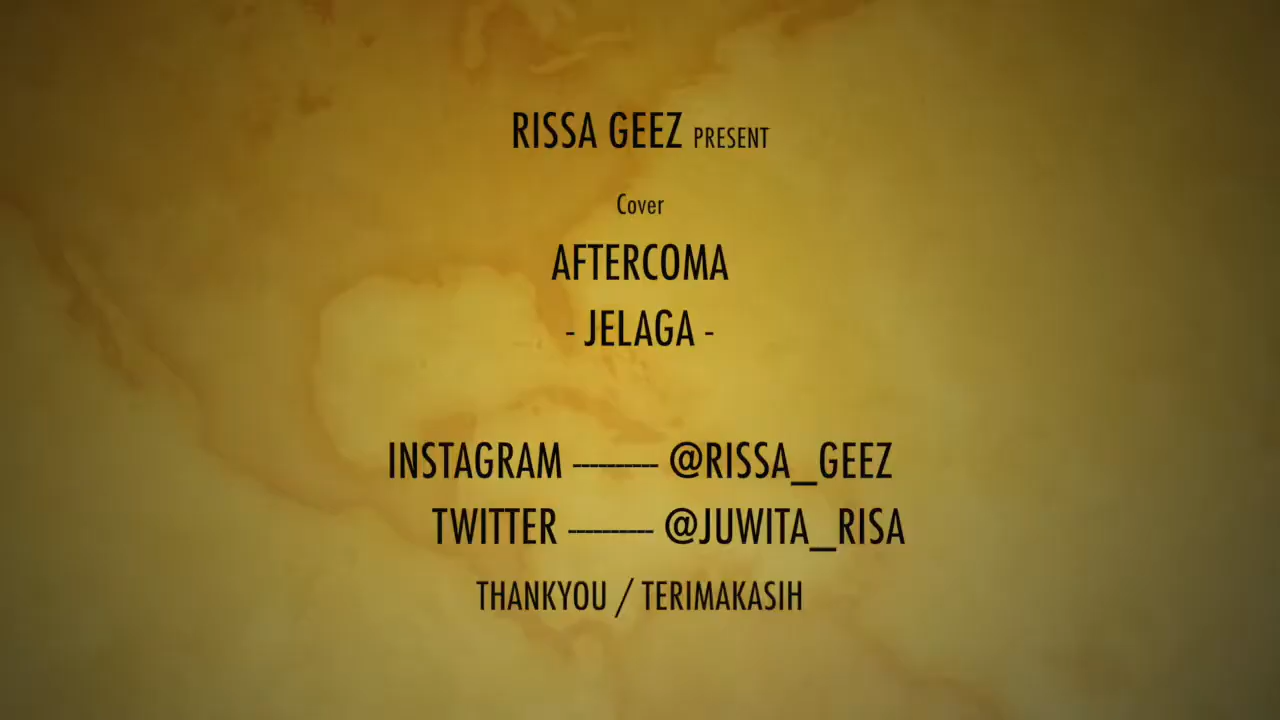 RISSA GEEZ PRESENT
Cover
AFTERCOMA
- JELAGA -
INSTAGRAM ---------- @RISSA_GEEZ
TWITTER ---------- @JUWITA_RISA
THANKYOU / TERIMAKASIH